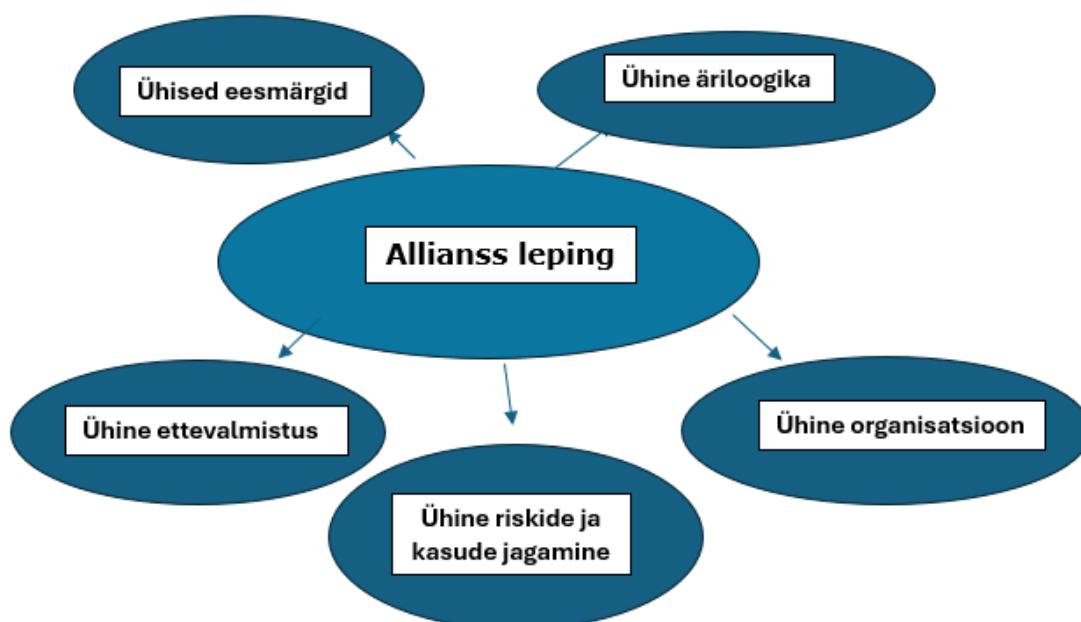 Ühised eesmärgid
Ühine äriloogika
Allianss leping
Ühine ettevalmistus
Ühine organisatsioon
Ühine riskide ja
kasude jagamine